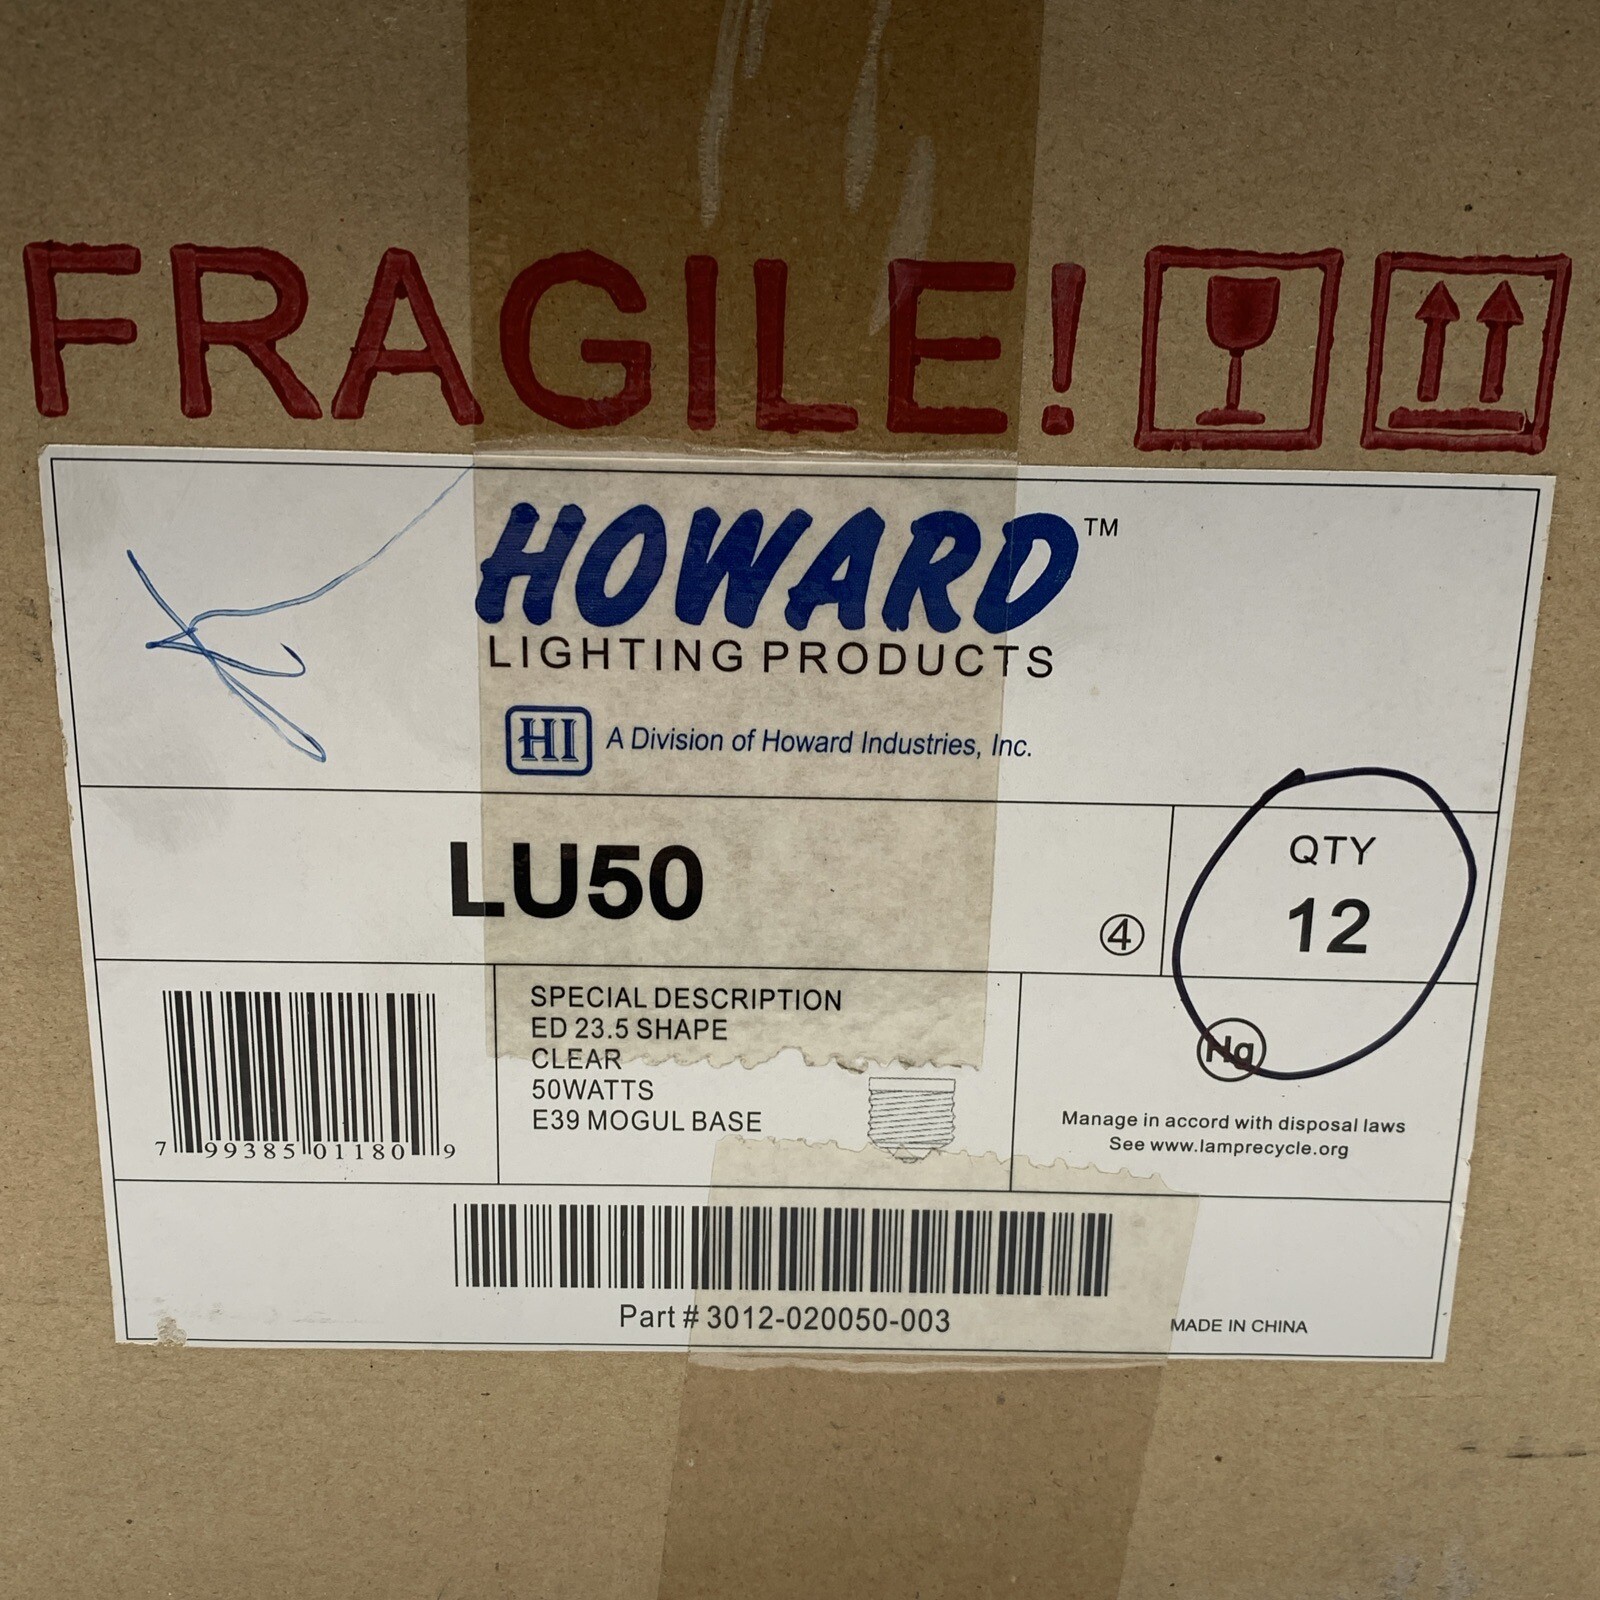 FRAGILE!
HOWARD™
LIGHTING PRODUCTS
HI A Division of Howard Industries, Inc.
LU50
④
QTY
12
7 99385 01180 9
SPECIAL DESCRIPTION
ED 23.5 SHAPE
CLEAR
50WATTS
E39 MOGUL BASE
Hg
Manage in accord with disposal laws
See www.lamprecycle.org
Part # 3012-020050-003
MADE IN CHINA